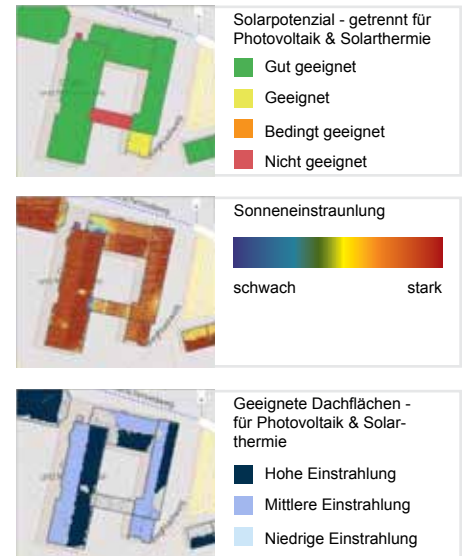 Solarpotenzial - getrennt für
Photovoltaik & Solarthermie
Gut geeignet
Geeignet
Bedingt geeignet
Nicht geeignet
Sonneneinstraunlung
schwach stark
Geeignete Dachflächen -
für Photovoltaik & Solar-
thermie
Hohe Einstrahlung
Mittlere Einstrahlung
Niedrige Einstrahlung